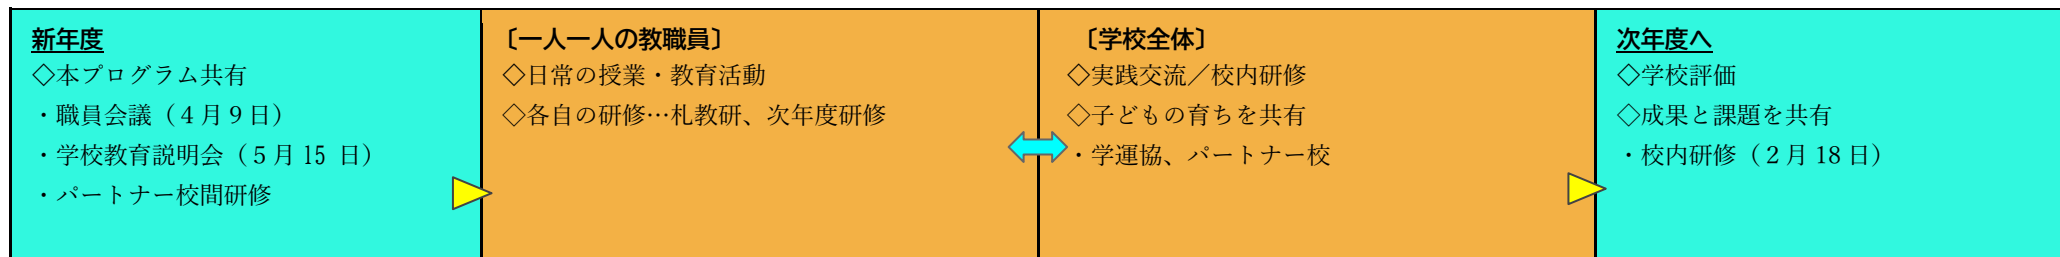 新年度
◇本プログラム共有
・職員会議（４月９日）
・学校教育説明会（５月 15 日）
・パートナー校間研修
〔一人一人の教職員〕
◇日常の授業・教育活動
◇各自の研修…札教研、次年度研修
〔学校全体〕
◇実践交流／校内研修
◇子どもの育ちを共有
・学運協、パートナー校
次年度へ
◇学校評価
◇成果と課題を共有
・校内研修（２月 18 日）